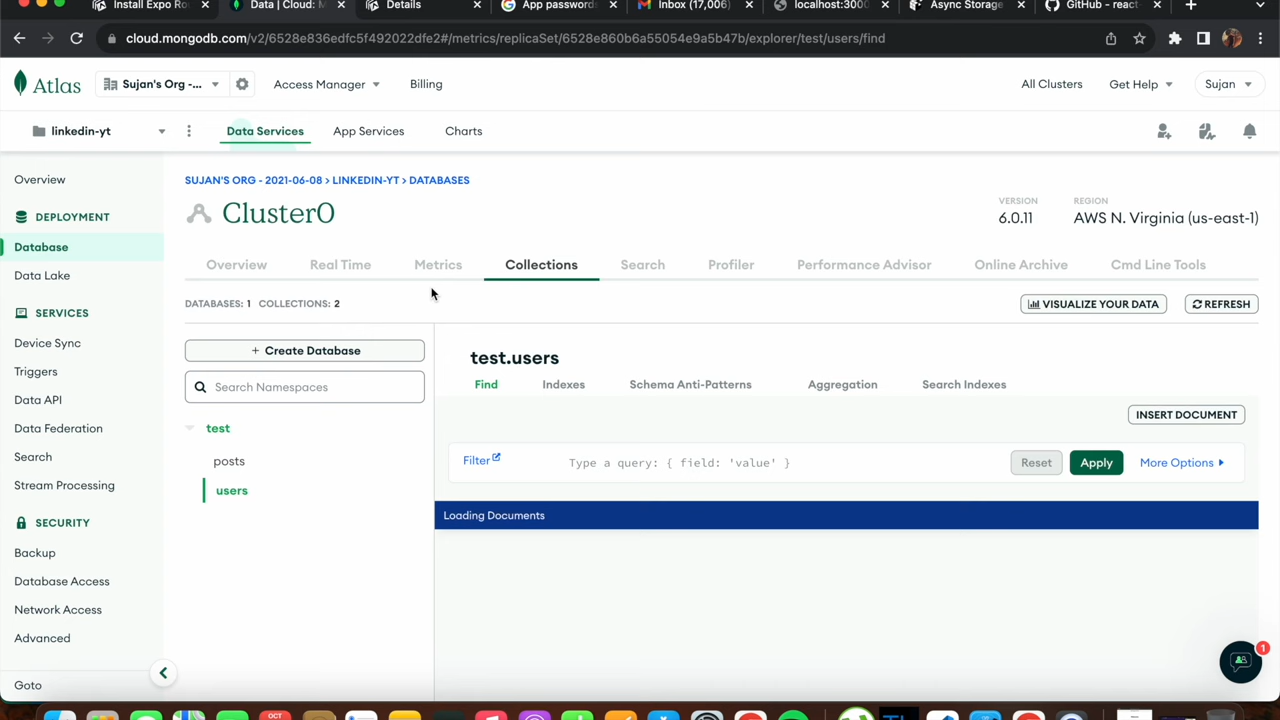 Install Expo Ro
Data | Cloud: M
Details
App passwords
Inbox (17,006)
localhost:3000
Async Storage
GitHub - react-
cloud.mongodb.com/v2/6528e836edfc5f492022dfe2#/metrics/replicaSet/6528e860b6a55054e9a5b47b/explorer/test/users/find
Atlas
Sujan's Org -...
Access Manager
Billing
All Clusters
Get Help
Sujan
linkedin-yt
Data Services
App Services
Charts
Overview
DEPLOYMENT
Database
Data Lake
SERVICES
Device Sync
Triggers
Data API
Data Federation
Search
Stream Processing
SECURITY
Backup
Database Access
Network Access
Advanced
Goto
SUJAN'S ORG - 2021-06-08 > LINKEDIN-YT > DATABASES
Cluster0
VERSION
6.0.11
REGION
AWS N. Virginia (us-east-1)
Overview
Real Time
Metrics
Collections
Search
Profiler
Performance Advisor
Online Archive
Cmd Line Tools
DATABASES: 1 COLLECTIONS: 2
VISUALIZE YOUR DATA
REFRESH
+ Create Database
Search Namespaces
test
posts
users
test.users
Find
Indexes
Schema Anti-Patterns
Aggregation
Search Indexes
INSERT DOCUMENT
Filter
Type a query: { field: 'value' }
Reset
Apply
More Options
Loading Documents
1
OCT